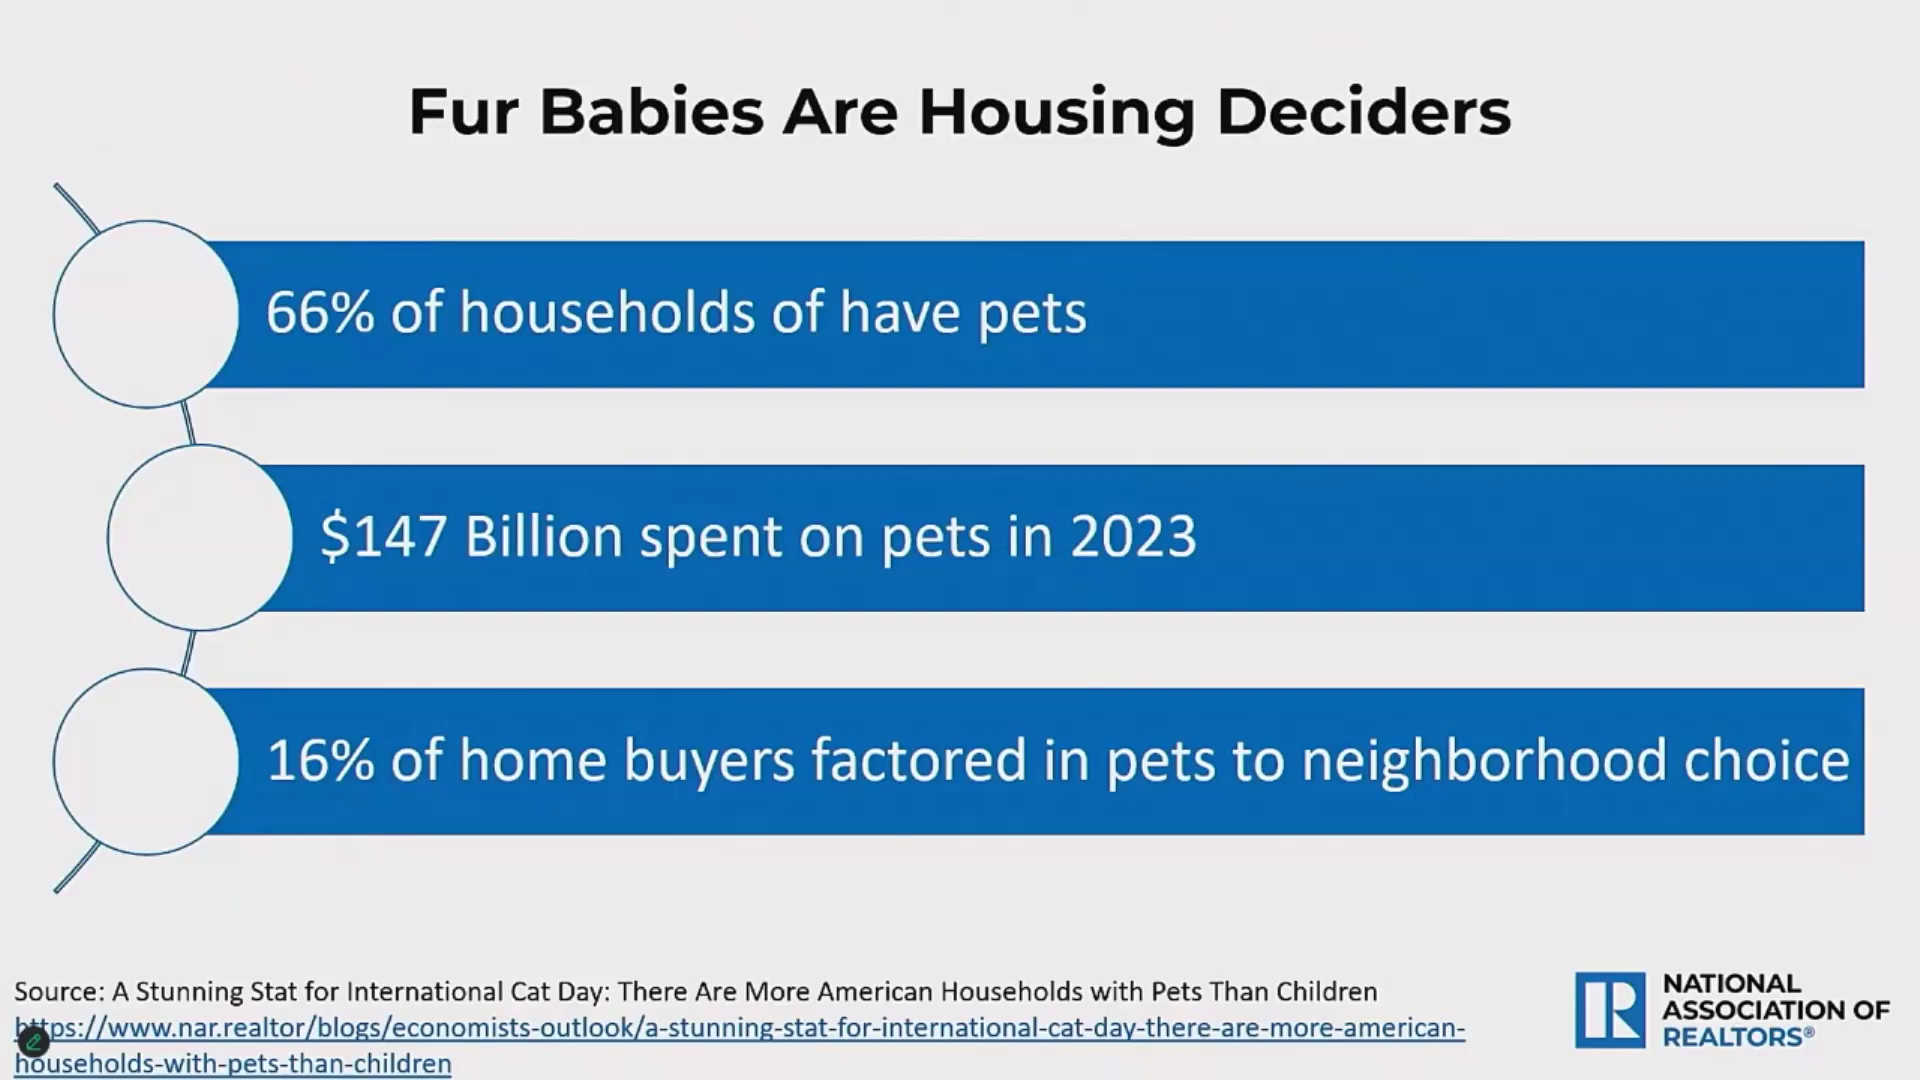 Fur Babies Are Housing Deciders
66% of households of have pets
$147 Billion spent on pets in 2023
16% of home buyers factored in pets to neighborhood choice
Source: A Stunning Stat for International Cat Day: There Are More American Households with Pets Than Children
https://www.nar.realtor/blogs/economists-outlook/a-stunning-stat-for-international-cat-day-there-are-more-american-
households-with-pets-than-children
NATIONAL
ASSOCIATION OF
REALTORS®